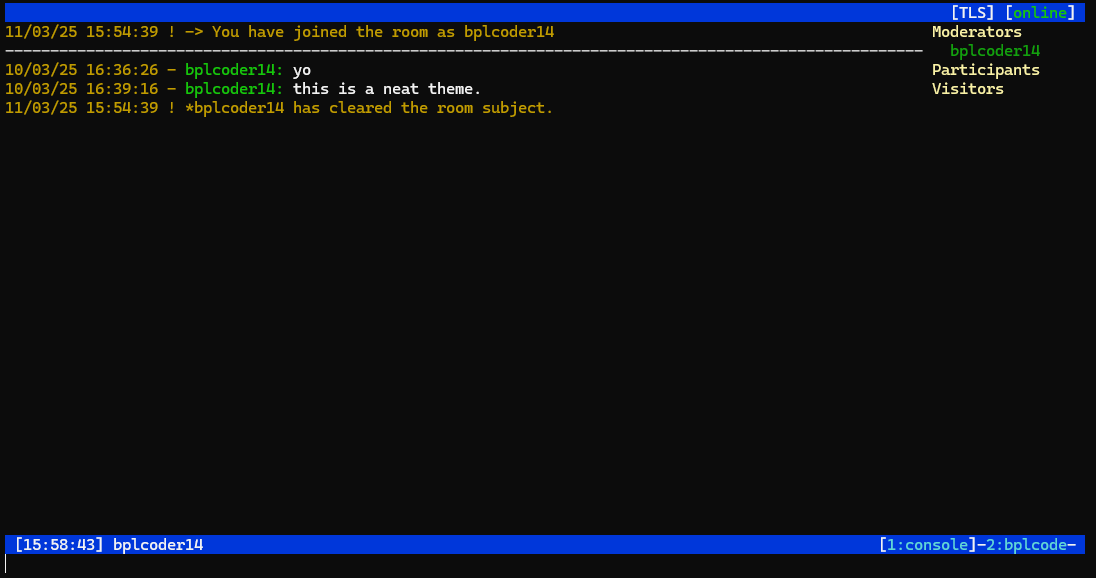 [TLS] [online]
11/03/25 15:54:39 ! -> You have joined the room as bplcoder14
Moderators
bplcoder14
10/03/25 16:36:26 - bplcoder14: yo
Participants
10/03/25 16:39:16 - bplcoder14: this is a neat theme.
Visitors
11/03/25 15:54:39 ! *bplcoder14 has cleared the room subject.
[15:58:43] bplcoder14
[1:console]-2:bplcode-